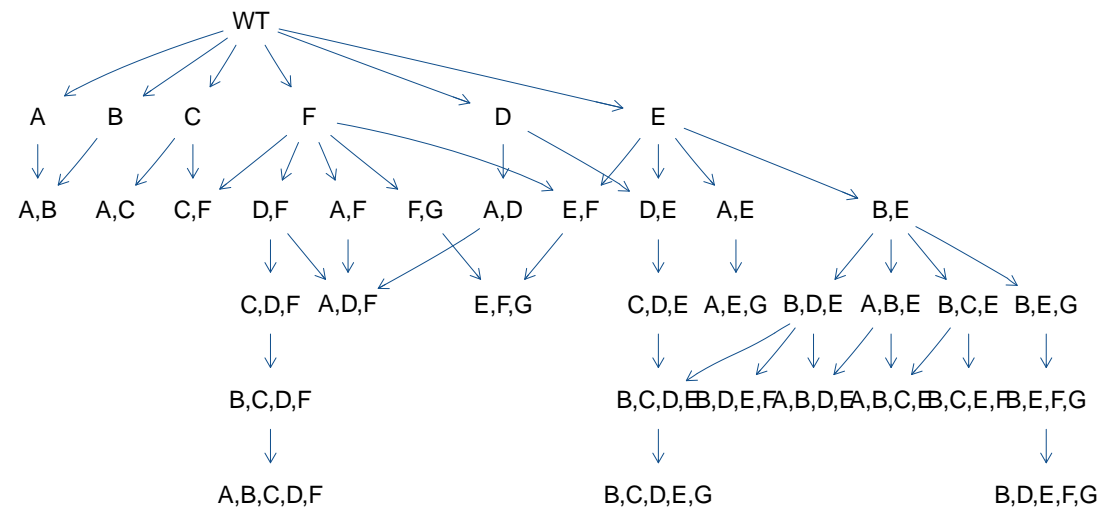 WT
A B C F D E
A,B A,C C,F D,F A,F F,G A,D E,F D,E A,E B,E
C,D,F A,D,F E,F,G C,D,E A,E,G B,D,E A,B,E B,C,E B,E,G
B,C,D,F B,C,D,E B,D,E,F A,B,D,E A,B,C,E B,C,E,F B,E,F,G
A,B,C,D,F B,C,D,E,G B,D,E,F,G